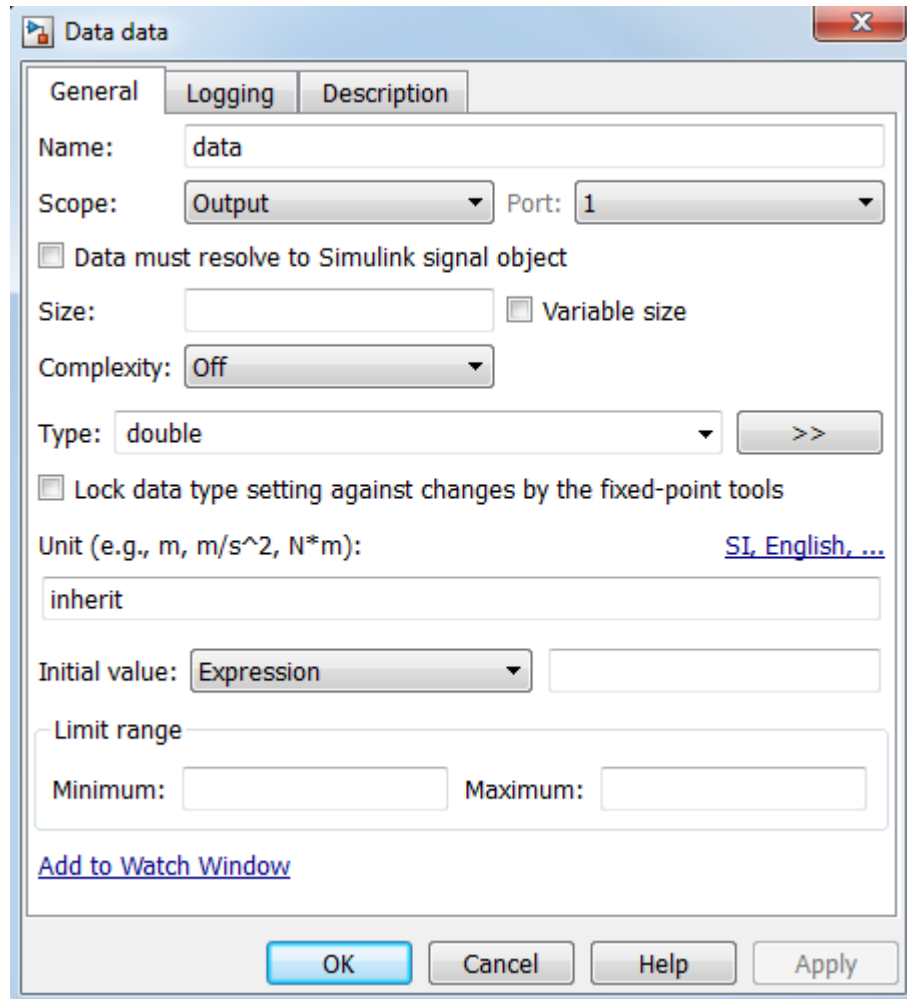 Data data
General Logging Description
Name: data
Scope: Output Port: 1
Data must resolve to Simulink signal object
Size: Variable size
Complexity: Off
Type: double >>
Lock data type setting against changes by the fixed-point tools
Unit (e.g., m, m/s^2, N*m): SI, English, ...
inherit
Initial value: Expression
Limit range
Minimum: Maximum:
Add to Watch Window
OK Cancel Help Apply